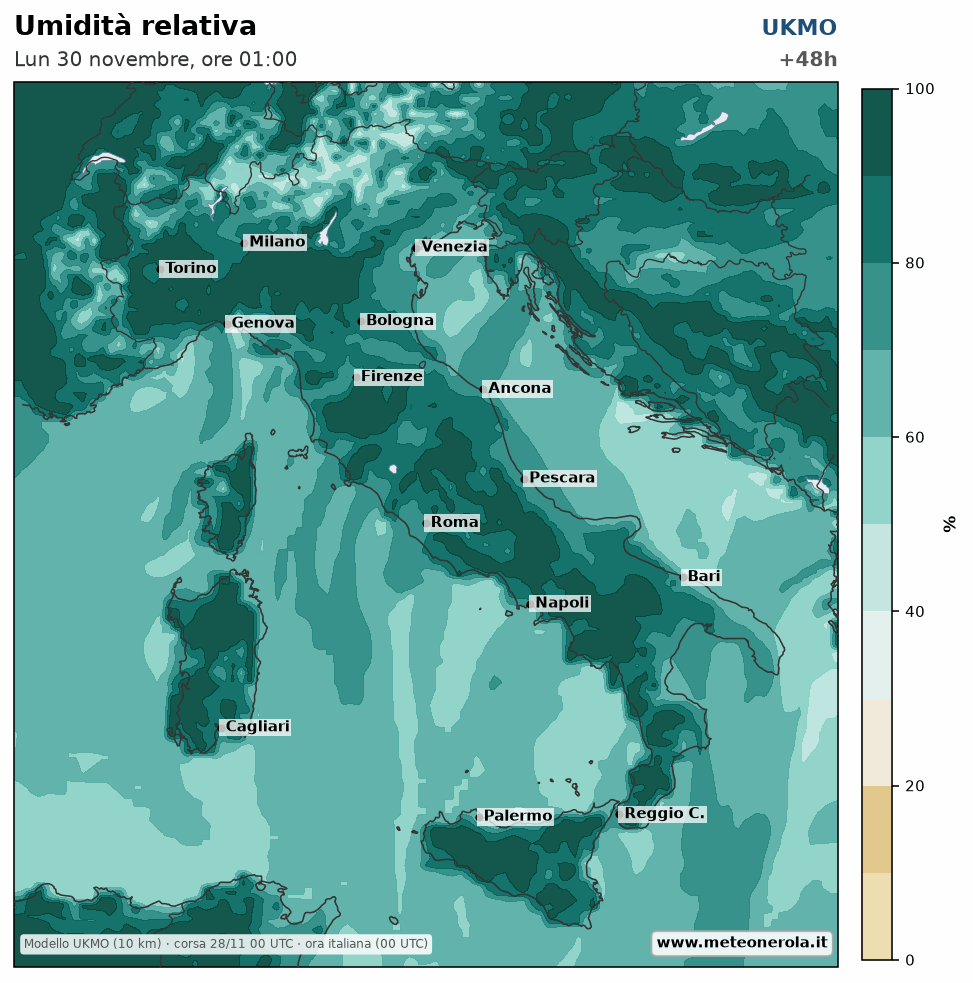 Umidità relativa
UKMO
Lun 30 novembre, ore 01:00
+48h
100
80
60
40
20
0
%
Milano
Venezia
Torino
Genova
Bologna
Firenze
Ancona
Pescara
Roma
Bari
Napoli
Cagliari
Palermo
Reggio C.
Modello UKMO (10 km) · corsa 28/11 00 UTC · ora italiana (00 UTC)
www.meteonerola.it